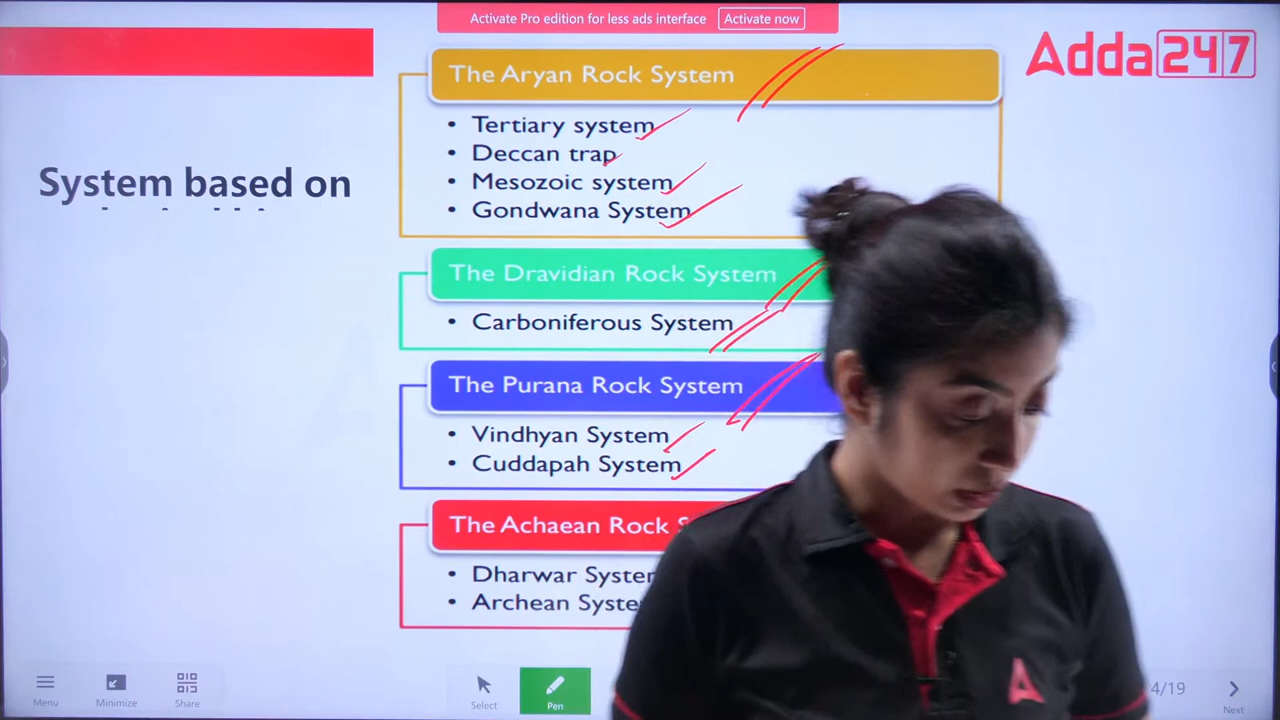 Activate Pro edition for less ads interface
Activate now
Adda247
System based on
The Aryan Rock System
• Tertiary system
• Deccan trap
• Mesozoic system
• Gondwana System
The Dravidian Rock System
• Carboniferous System
The Purana Rock System
• Vindhyan System
• Cuddapah System
The Achaean Rock
• Dharwar System
• Archean Syste
Menu
Minimize
Share
Select
Pen
4/19
Next